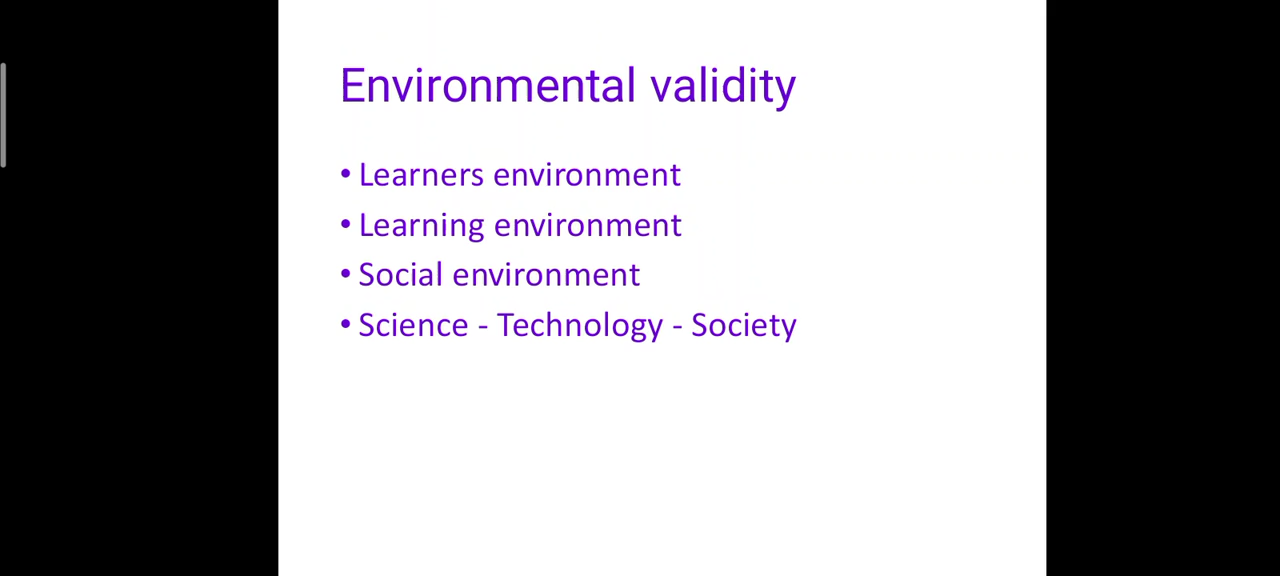 Environmental validity
• Learners environment
• Learning environment
• Social environment
• Science - Technology - Society